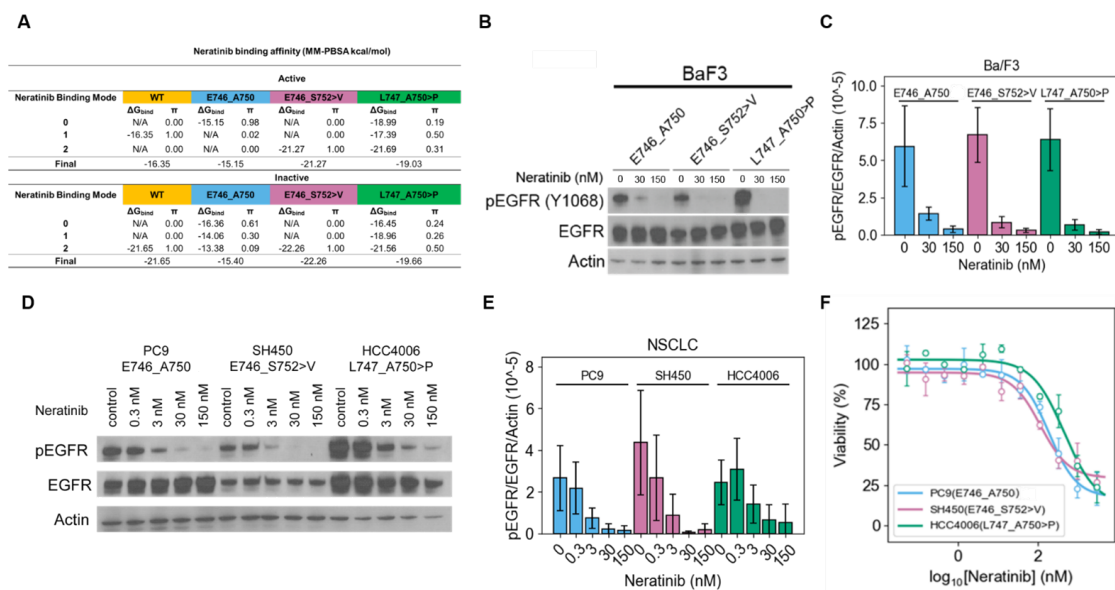 A
Neratinib binding affinity (MM-PBSA kcal/mol)
Active
Neratinib Binding Mode WT E746_A750 E746_S752>V L747_A750>P
ΔGbind π ΔGbind π ΔGbind π ΔGbind π
0 N/A 0.00 -15.15 0.98 N/A 0.00 -18.99 0.19
1 -16.35 1.00 N/A 0.02 N/A 0.00 -17.39 0.50
2 N/A 0.00 N/A 0.00 -21.27 1.00 -21.69 0.31
Final -16.35 -15.15 -21.27 -19.03
Inactive
Neratinib Binding Mode WT E746_A750 E746_S752>V L747_A750>P
ΔGbind π ΔGbind π ΔGbind π ΔGbind π
0 N/A 0.00 -16.36 0.61 N/A 0.00 -16.45 0.24
1 N/A 0.00 -14.06 0.30 N/A 0.00 -18.96 0.26
2 -21.65 1.00 -13.38 0.09 -22.26 1.00 -21.56 0.50
Final -21.65 -15.40 -22.26 -19.66
B
BaF3
E746_A750
E746_S752>V
L747_A750>P
Neratinib (nM) 0 30 150 0 30 150 0 30 150
pEGFR (Y1068)
EGFR
Actin
C
Ba/F3
E746_A750 E746_S752>V L747_A750>P
pEGFR/EGFR/Actin (10^-5)
10.0
7.5
5.0
2.5
0.0
0 30 150 0 30 150 0 30 150
Neratinib (nM)
D
PC9 SH450 HCC4006
E746_A750 E746_S752>V L747_A750>P
Neratinib
control 0.3 nM 3 nM 30 nM 150 nM control 0.3 nM 3 nM 30 nM 150 nM control 0.3 nM 3 nM 30 nM 150 nM
pEGFR
EGFR
Actin
E
NSCLC
PC9 SH450 HCC4006
pEGFR/EGFR/Actin (10^-5)
8
6
4
2
0
0 0.3 3 30 150 0 0.3 3 30 150 0 0.3 3 30 150
Neratinib (nM)
F
Viability (%)
125
100
75
50
25
0
PC9(E746_A750)
SH450(E746_S752>V)
HCC4006(L747_A750>P)
0 2
log10[Neratinib] (nM)